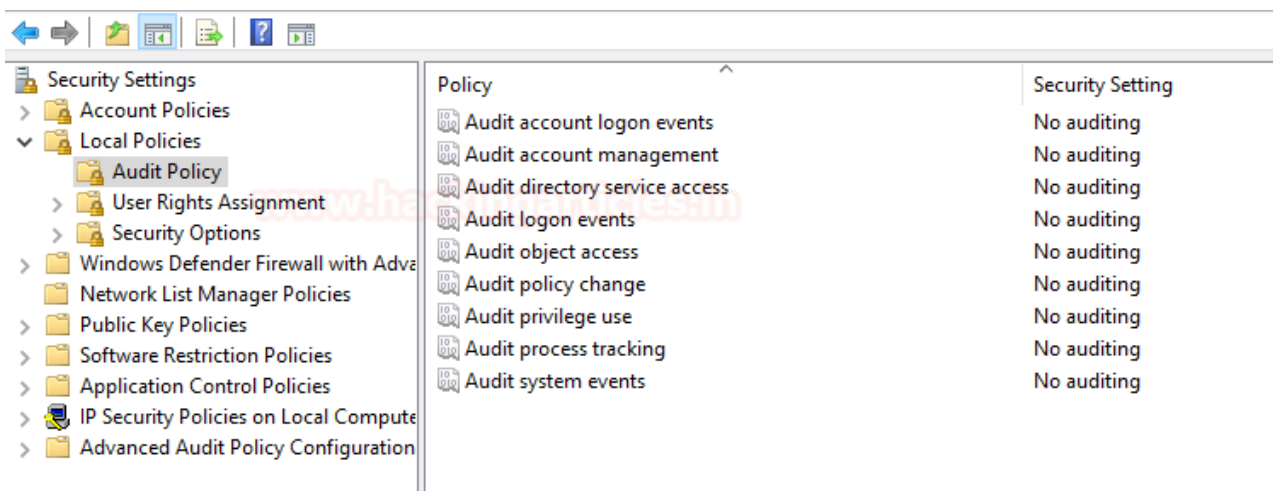 Security Settings
Account Policies
Local Policies
Audit Policy
User Rights Assignment
Security Options
Windows Defender Firewall with Adva
Network List Manager Policies
Public Key Policies
Software Restriction Policies
Application Control Policies
IP Security Policies on Local Compute
Advanced Audit Policy Configuration
Policy Security Setting
Audit account logon events No auditing
Audit account management No auditing
Audit directory service access No auditing
Audit logon events No auditing
Audit object access No auditing
Audit policy change No auditing
Audit privilege use No auditing
Audit process tracking No auditing
Audit system events No auditing
www.hackingarticles.in